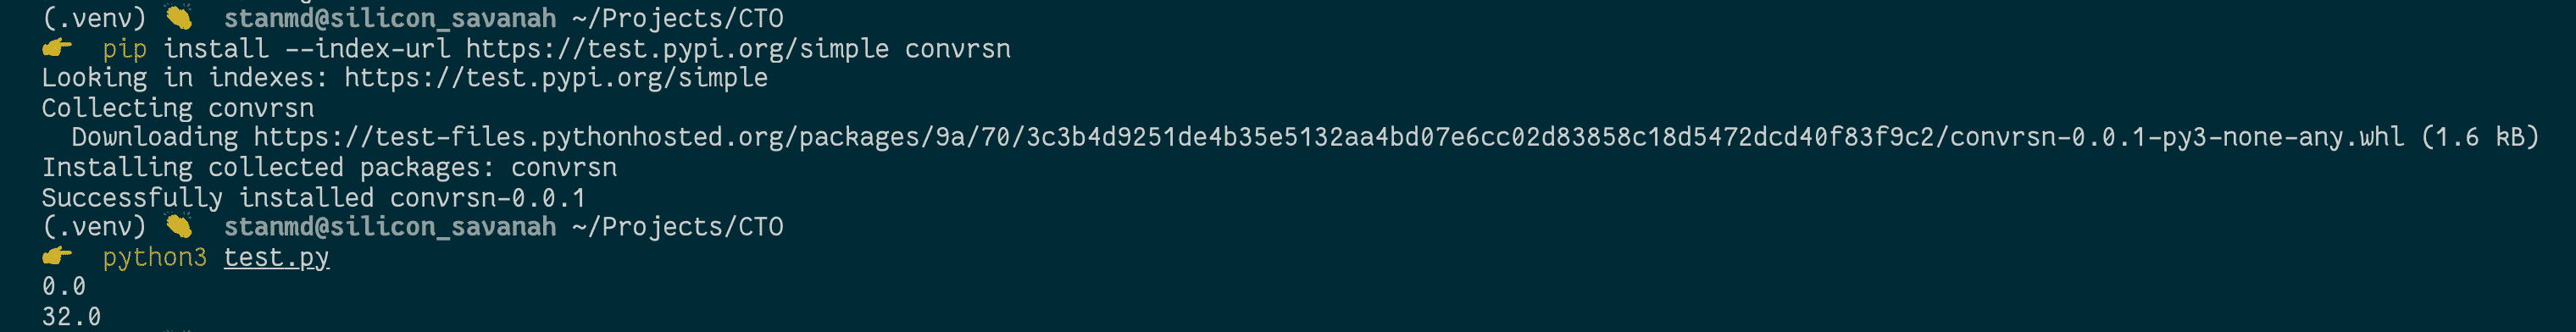 (.venv) 👏 stanmd@silicon_savanah ~/Projects/CTO
👉 pip install --index-url https://test.pypi.org/simple convrsn
Looking in indexes: https://test.pypi.org/simple
Collecting convrsn
  Downloading https://test-files.pythonhosted.org/packages/9a/70/3c3b4d9251de4b35e5132aa4bd07e6cc02d83858c18d5472dcd40f83f9c2/convrsn-0.0.1-py3-none-any.whl (1.6 kB)
Installing collected packages: convrsn
Successfully installed convrsn-0.0.1
(.venv) 👏 stanmd@silicon_savanah ~/Projects/CTO
👉 python3 test.py
0.0
32.0